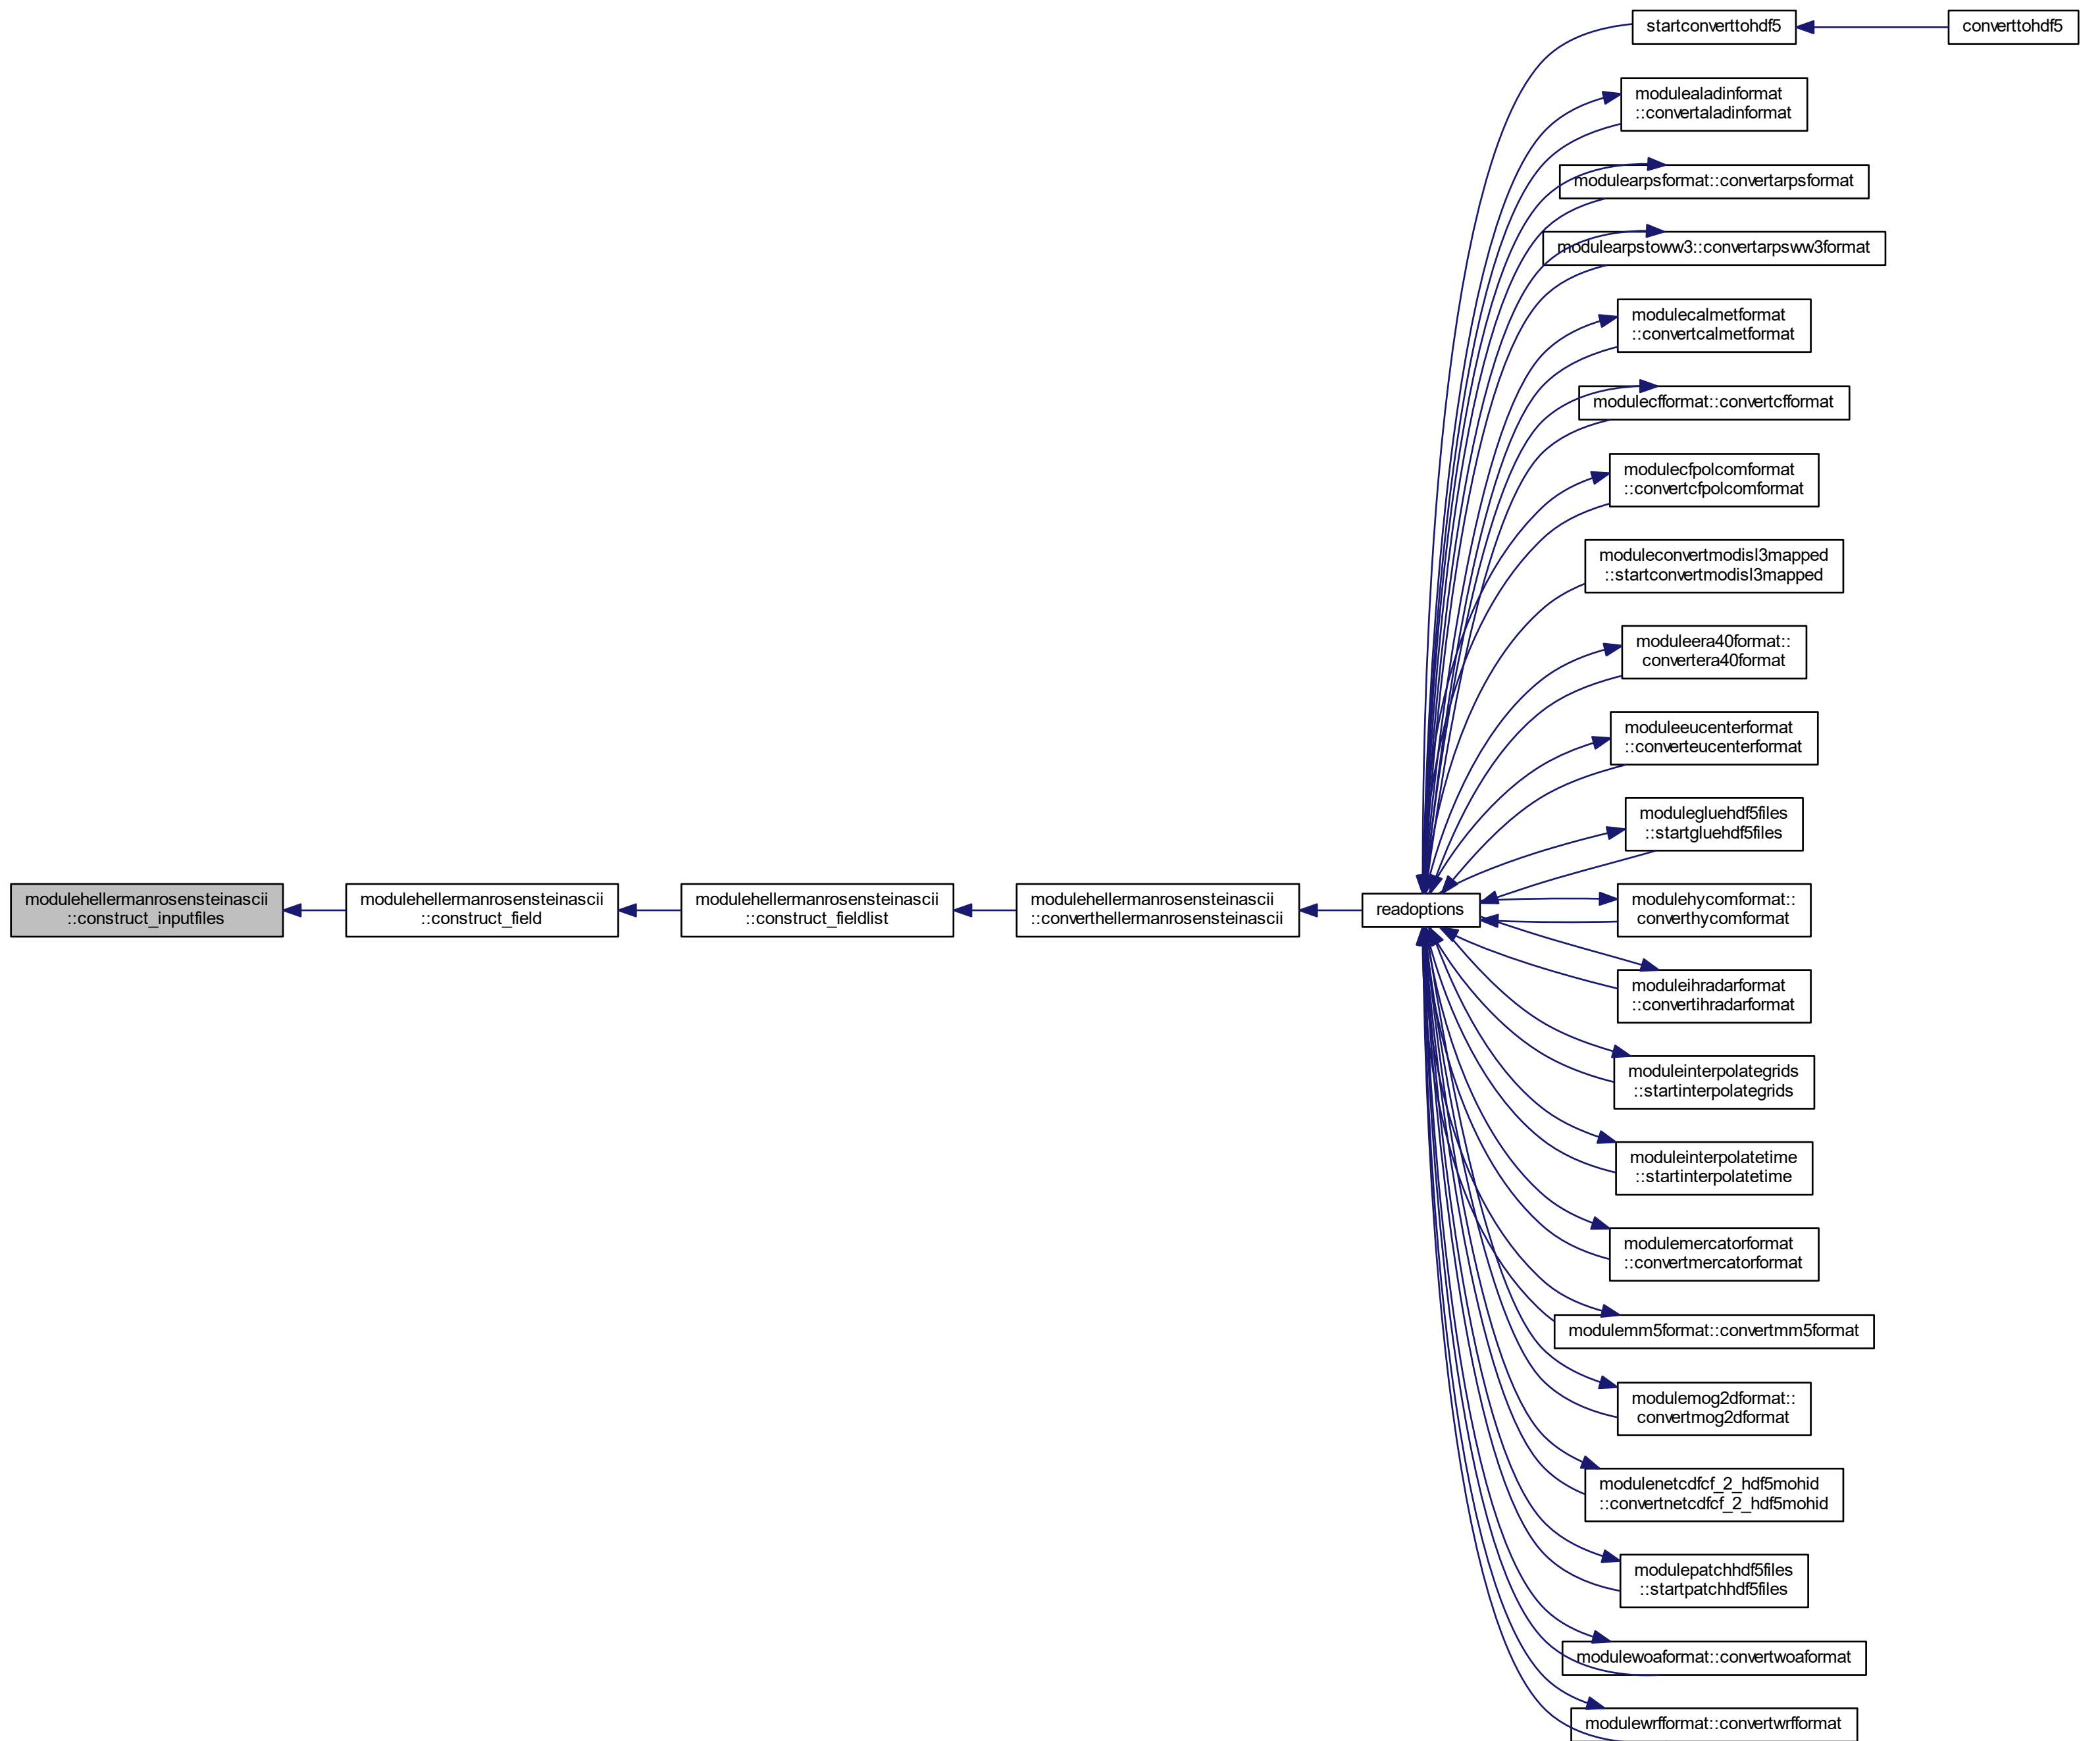 startconverttohdf5
converttohdf5
modulealadinformat
::convertaladinformat
modulearpsformat::convertarpsformat
modulearpstoww3::convertarpsww3format
modulecalmetformat
::convertcalmetformat
modulecfformat::convertcfformat
modulecfpolcomformat
::convertcfpolcomformat
moduleconvertmodisl3mapped
::startconvertmodisl3mapped
moduleera40format::
convertera40format
moduleeucenterformat
::converteucenterformat
modulegluehdf5files
::startgluehdf5files
modulehellermanrosensteinascii
::construct_inputfiles
modulehellermanrosensteinascii
::construct_field
modulehellermanrosensteinascii
::construct_fieldlist
modulehellermanrosensteinascii
::converthellermanrosensteinascii
readoptions
modulehycomformat::
converthycomformat
moduleihradarformat
::convertihradarformat
moduleinterpolategrids
::startinterpolategrids
moduleinterpolatetime
::startinterpolatetime
modulemercatorformat
::convertmercatorformat
modulemm5format::convertmm5format
modulemog2dformat::
convertmog2dformat
modulenetcdfcf_2_hdf5mohid
::convertnetcdfcf_2_hdf5mohid
modulepatchhdf5files
::startpatchhdf5files
modulewoaformat::convertwoaformat
modulewrfformat::convertwrfformat